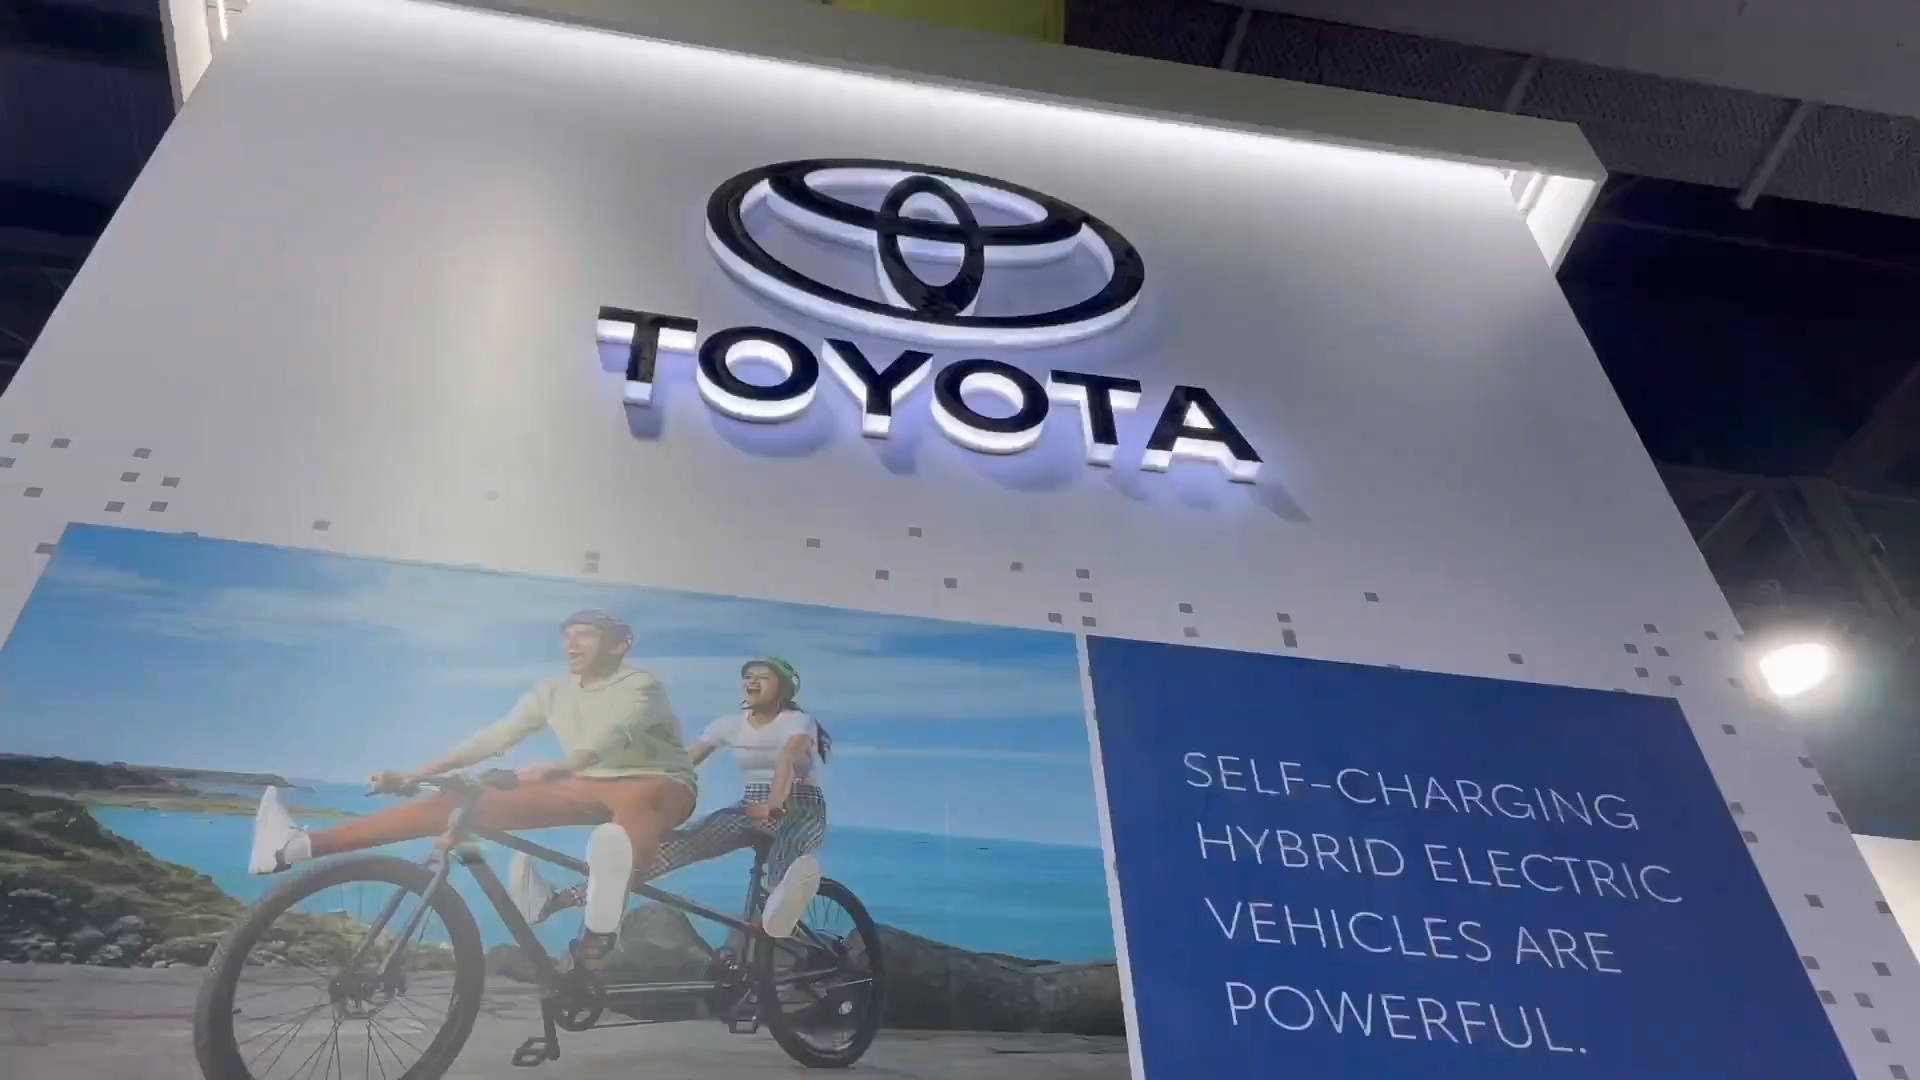 TOYOTA
SELF-CHARGING
HYBRID ELECTRIC
VEHICLES ARE
POWERFUL.